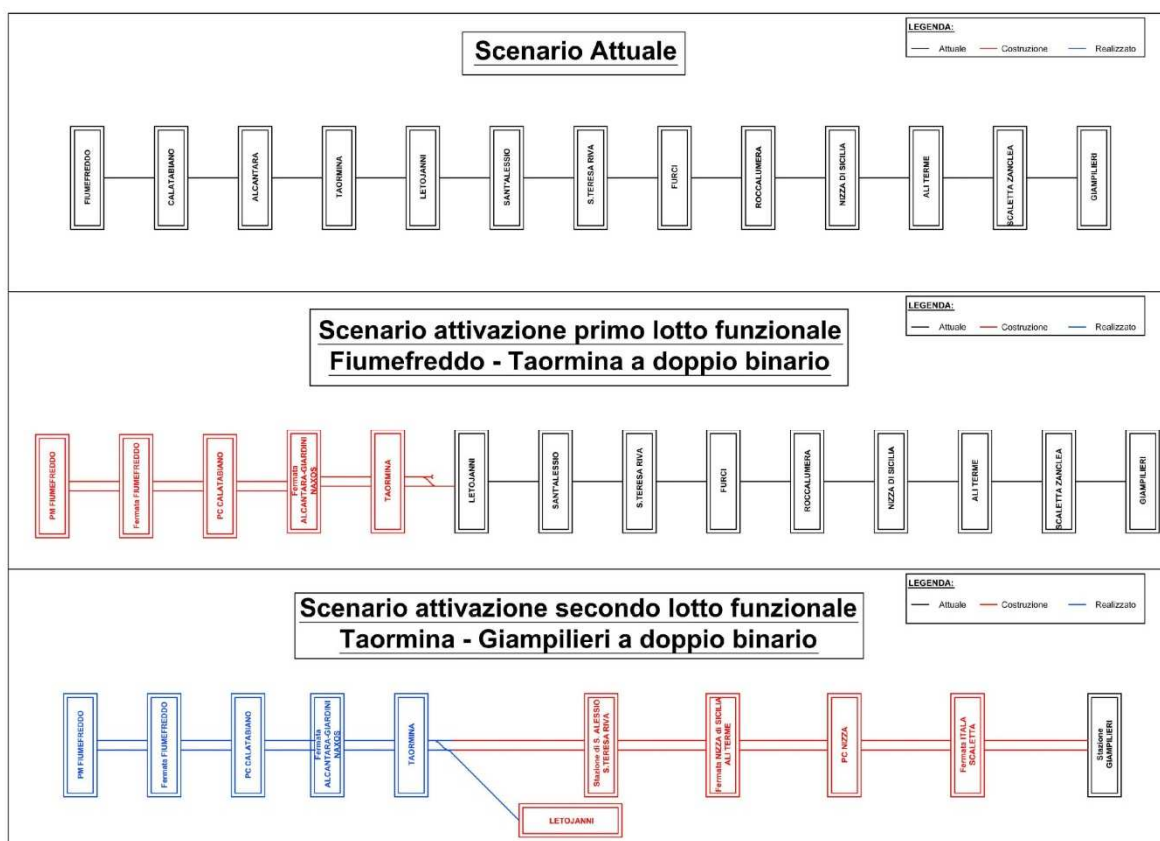 Scenario Attuale
LEGENDA:
Attuale
Costruzione
Realizzato
FIUMEFREDDO
CALATABIANO
ALCANTARA
TAORMINA
LETOJANNI
SANT'ALESSIO
S.TERESA RIVA
FURCI
ROCCALUMERA
NIZZA DI SICILIA
ALI TERME
SCALETTA ZANCLEA
GIAMPILIERI
Scenario attivazione primo lotto funzionale
Fiumefreddo - Taormina a doppio binario
LEGENDA:
Attuale
Costruzione
Realizzato
PM FIUMEFREDDO
Fermata FIUMEFREDDO
PC CALATABIANO
Fermata
ALCANTARA-GIARDINI
NAXOS
TAORMINA
LETOJANNI
SANT'ALESSIO
S.TERESA RIVA
FURCI
ROCCALUMERA
NIZZA DI SICILIA
ALI TERME
SCALETTA ZANCLEA
GIAMPILIERI
Scenario attivazione secondo lotto funzionale
Taormina - Giampilieri a doppio binario
LEGENDA:
Attuale
Costruzione
Realizzato
PM FIUMEFREDDO
Fermata FIUMEFREDDO
PC CALATABIANO
Fermata
ALCANTARA-GIARDINI
NAXOS
TAORMINA
LETOJANNI
Stazione di S. ALESSIO
S.TERESA RIVA
Fermata NIZZA DI SICILIA
ALI TERME
PC NIZZA
Fermata ITALA
SCALETTA
Stazione
GIAMPILIERI